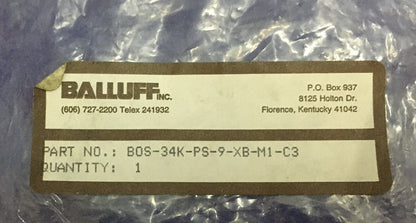 BALLUFF INC.
(606) 727-2200 Telex 241932
P.O. Box 937
8125 Holton Dr.
Florence, Kentucky 41042
PART NO.: BOS-34K-PS-9-XB-M1-C3
QUANTITY: 1